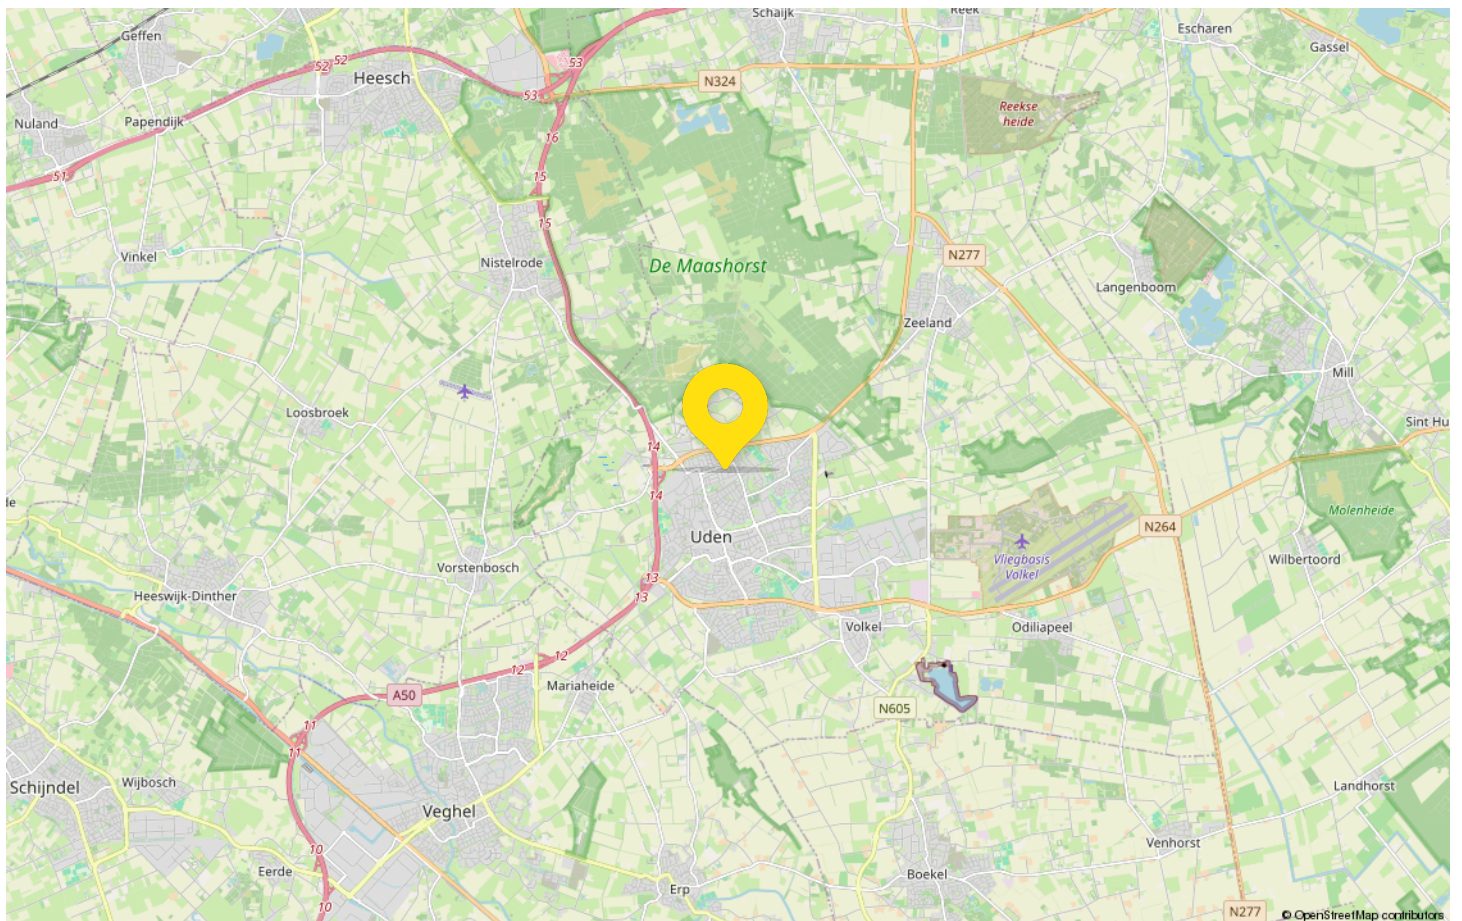 Schaijk
Reek
Escharen
Geffen
Gassel
52
52
53
Heesch
N324
53
Reekse
heide
Nuland
Papendijk
16
51
15
15
Vinkel
Nistelrode
De Maashorst
N277
Langenboom
Zeeland
Mill
Loosbroek
Sint Hu
14
14
de
Molenheide
N264
Uden
Vliegbasis
Volkel
Wilbertoord
Vorstenbosch
13
13
Heeswijk-Dinther
Volkel
Odiliapeel
12
12
Mariaheide
A50
N605
11
11
Schijndel
Wijbosch
Landhorst
Veghel
Venhorst
10
Eerde
Boekel
Erp
10
N277
© OpenStreetMap contributors